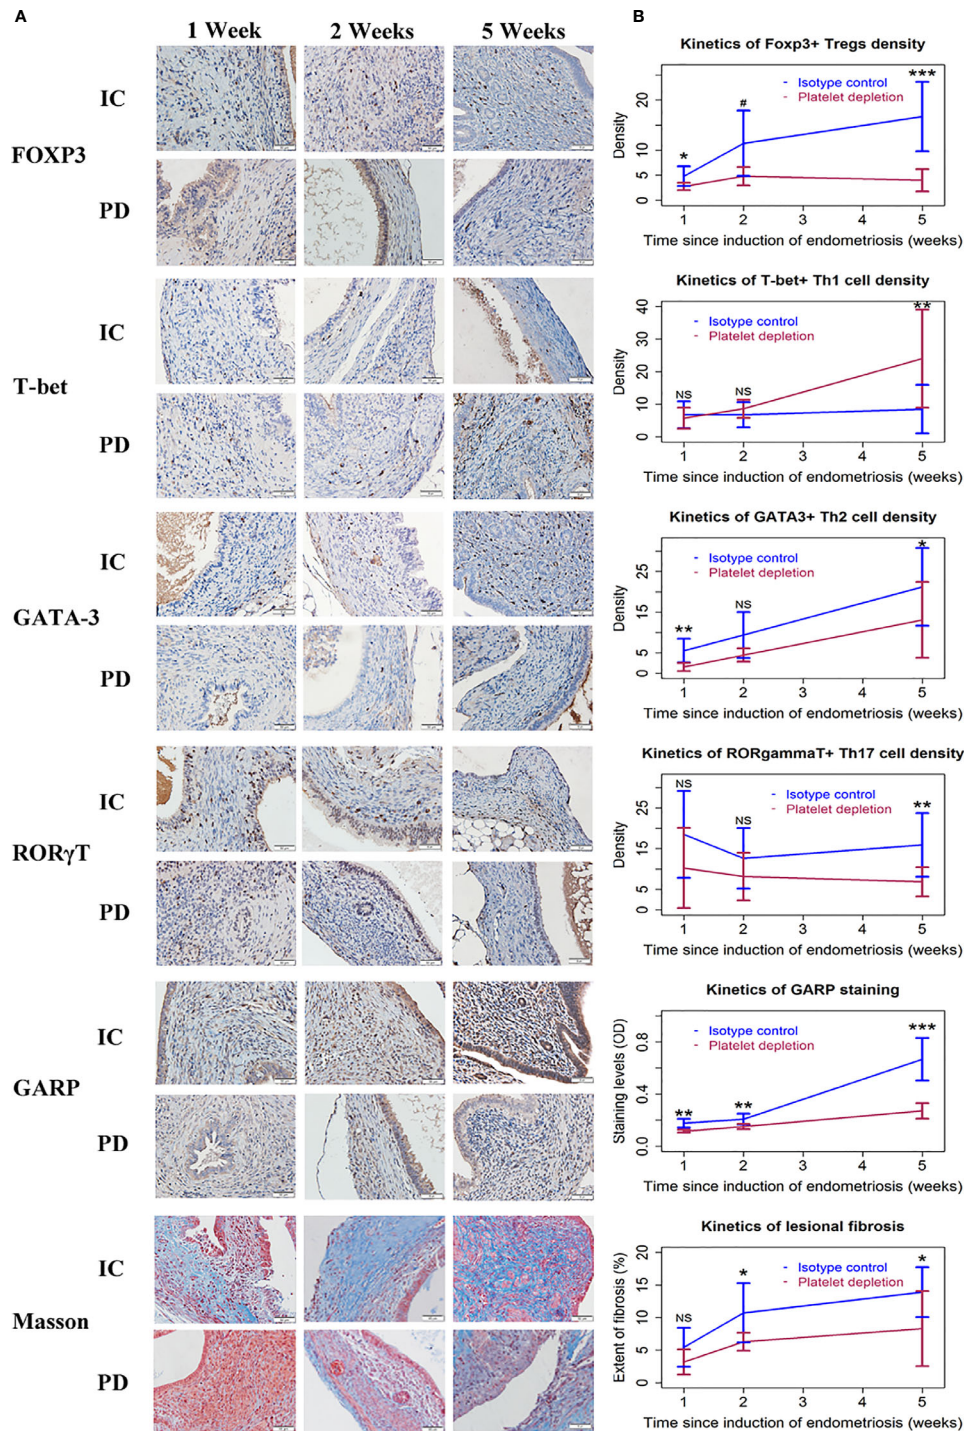 A
1 Week 2 Weeks 5 Weeks
FOXP3
IC
PD
T-bet
IC
PD
GATA-3
IC
PD
RORγT
IC
PD
GARP
IC
PD
Masson
IC
PD
B
Kinetics of Foxp3+ Tregs density
Isotype control
Platelet depletion
* # ***
Density
0 5 10 20
1 2 3 4 5
Time since induction of endometriosis (weeks)
Kinetics of T-bet+ Th1 cell density
Isotype control
Platelet depletion
NS NS **
Density
0 10 20 30 40
1 2 3 4 5
Time since induction of endometriosis (weeks)
Kinetics of GATA3+ Th2 cell density
Isotype control
Platelet depletion
** NS *
Density
0 5 15 25
1 2 3 4 5
Time since induction of endometriosis (weeks)
Kinetics of RORgammaT+ Th17 cell density
Isotype control
Platelet depletion
NS NS **
Density
0 5 15 25
1 2 3 4 5
Time since induction of endometriosis (weeks)
Kinetics of GARP staining
Isotype control
Platelet depletion
** ** ***
Staining levels (OD)
0.0 0.4 0.8
1 2 3 4 5
Time since induction of endometriosis (weeks)
Kinetics of lesional fibrosis
Isotype control
Platelet depletion
NS * *
Extent of fibrosis (%)
0 5 10 15
1 2 3 4 5
Time since induction of endometriosis (weeks)